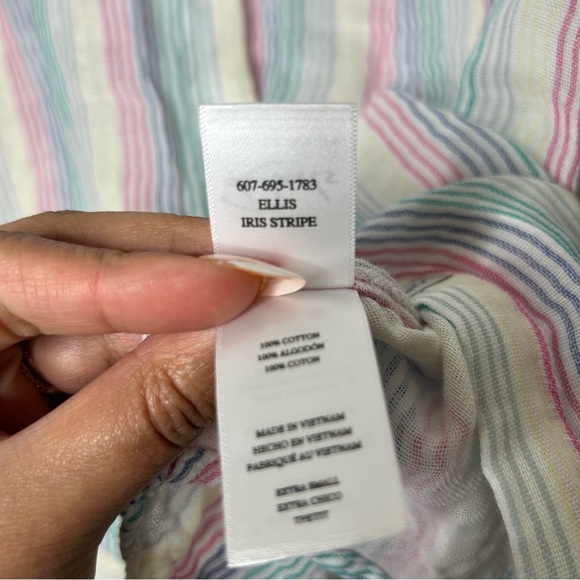 607-695-1783
ELLIS
IRIS STRIPE
100% COTTON
100% ALGODÓM
100% COTON
MADE IN VIETNAM
HECHO EN VIETNAM
FABRIQUÉ AU VIETNAM
EXTRA SMALL
EXTRA CHICO